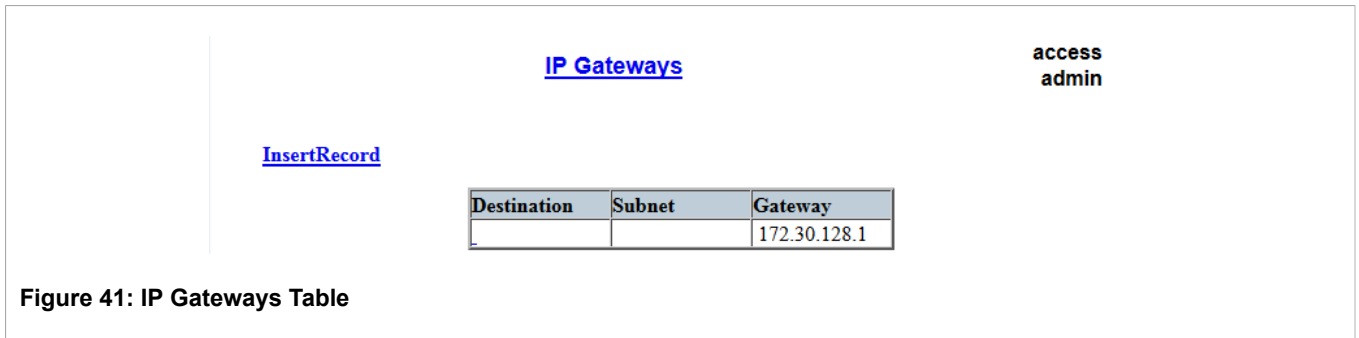 IP Gateways
access
admin
InsertRecord
Destination Subnet Gateway
172.30.128.1
Figure 41: IP Gateways Table